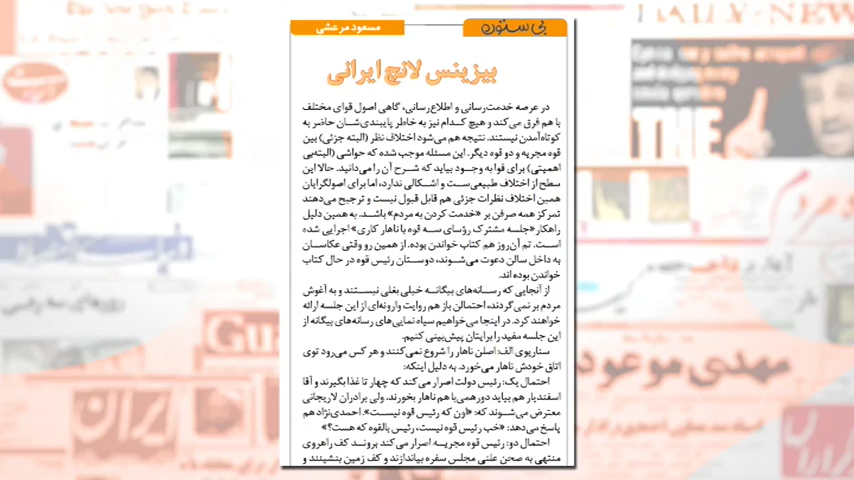 بی ستون
مسعود مرعشی
بیزینس لانچ ایرانی
در عرصه خدمت‌رسانی و اطلاع‌رسانی، گاهی اصول قوای مختلف
با هم فرق می‌کند و هیچ کدام نیز به خاطر پایبندی‌شان حاضر به
کوتاه‌آمدن نیستند. نتیجه هم می‌شود اختلاف نظر (البته جزئی) بین
قوه مجریه و دو قوه دیگر. این مسئله موجب شده که حواشی (البته‌بی
اهمیتی) برای قوا به وجود بیاید که شرح آن را می‌دانید. حالا این
سطح از اختلاف طبیعی‌ست و اشکالی ندارد، اما برای اصولگرایان
همین اختلاف نظرات جزئی هم قابل قبول نیست و ترجیح می‌دهند
تمرکز همه صرفن بر «خدمت کردن به مردم» باشد. به همین دلیل
راهکار «جلسه مشترک رؤسای سه قوه با ناهار کاری» اجرایی شده
است. تم آن‌روز هم کتاب خواندن بوده. از همین رو وقتی عکاسان
به داخل سالن دعوت می‌شوند، دوستان رئیس قوه در حال کتاب
خواندن بوده اند.
از آنجایی که رسانه‌های بیگانه خیلی بغلی نیستند و به آغوش
مردم بر نمی‌گردند، احتمالن باز هم روایت وارونه‌ای از این جلسه ارائه
خواهند کرد. در اینجا می‌خواهیم سیاه نمایی‌های رسانه‌های بیگانه از
این جلسه مفید را برایتان پیش‌بینی کنیم.
سناریوی الف: اصلن ناهار را شروع نمی‌کنند و هر کس می‌رود توی
اتاق خودش ناهار می‌خورد. به دلیل اینکه:
احتمال یک: رئیس دولت اصرار می‌کند که چهار تا غذا بگیرند و آقا
اسفندیار هم بیاید دورهمی با هم ناهار بخورند. ولی برادران لاریجانی
معترض می‌شوند که: «اون که رئیس قوه نیست». احمدی‌نژاد هم
پاسخ می‌دهد: «خب رئیس قوه نیست، رئیس بالقوه که هست؟»
احتمال دو: رئیس قوه مجریه اصرار می‌کند بروند کف راهروی
منتهی به صحن علنی مجلس سفره بیاندازند و کف زمین بنشینند و
DAILY-NEW
THE
مهدی موعود
ایران
Gua